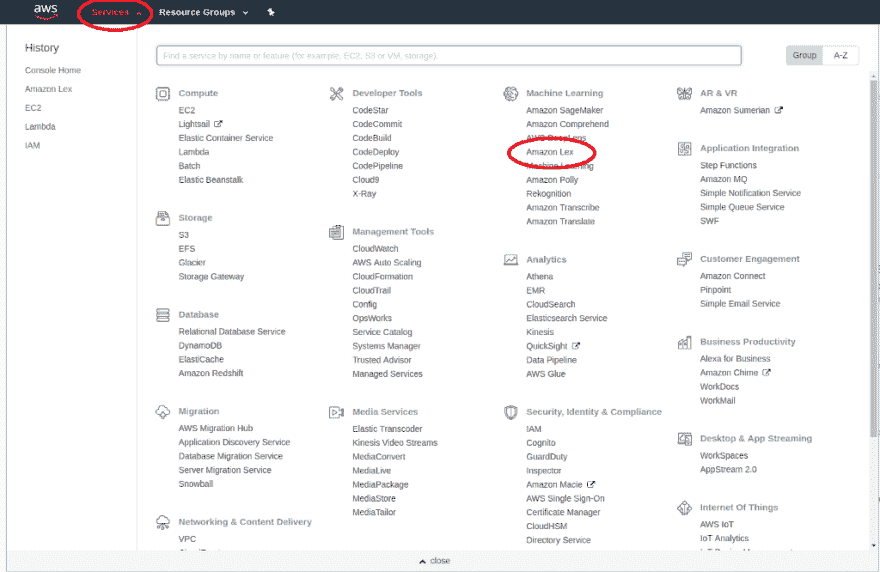 aws
Services
Resource Groups
History
Console Home
Amazon Lex
EC2
Lambda
IAM
Find a service by name or feature (for example, EC2, S3 or VM, storage).
Group
A-Z
Compute
EC2
Lightsail
Elastic Container Service
Lambda
Batch
Elastic Beanstalk
Storage
S3
EFS
Glacier
Storage Gateway
Database
Relational Database Service
DynamoDB
ElastiCache
Amazon Redshift
Migration
AWS Migration Hub
Application Discovery Service
Database Migration Service
Server Migration Service
Snowball
Networking & Content Delivery
VPC
Developer Tools
CodeStar
CodeCommit
CodeBuild
CodeDeploy
CodePipeline
Cloud9
X-Ray
Management Tools
CloudWatch
AWS Auto Scaling
CloudFormation
CloudTrail
Config
OpsWorks
Service Catalog
Systems Manager
Trusted Advisor
Managed Services
Media Services
Elastic Transcoder
Kinesis Video Streams
MediaConvert
MediaLive
MediaPackage
MediaStore
MediaTailor
Machine Learning
Amazon SageMaker
Amazon Comprehend
AWS DeepLens
Amazon Lex
Machine Learning
Amazon Polly
Rekognition
Amazon Transcribe
Amazon Translate
Analytics
Athena
EMR
CloudSearch
Elasticsearch Service
Kinesis
QuickSight
Data Pipeline
AWS Glue
Security, Identity & Compliance
IAM
Cognito
GuardDuty
Inspector
Amazon Macie
AWS Single Sign-On
Certificate Manager
CloudHSM
Directory Service
AR & VR
Amazon Sumerian
Application Integration
Step Functions
Amazon MQ
Simple Notification Service
Simple Queue Service
SWF
Customer Engagement
Amazon Connect
Pinpoint
Simple Email Service
Business Productivity
Alexa for Business
Amazon Chime
WorkDocs
WorkMail
Desktop & App Streaming
WorkSpaces
AppStream 2.0
Internet Of Things
AWS IoT
IoT Analytics
close